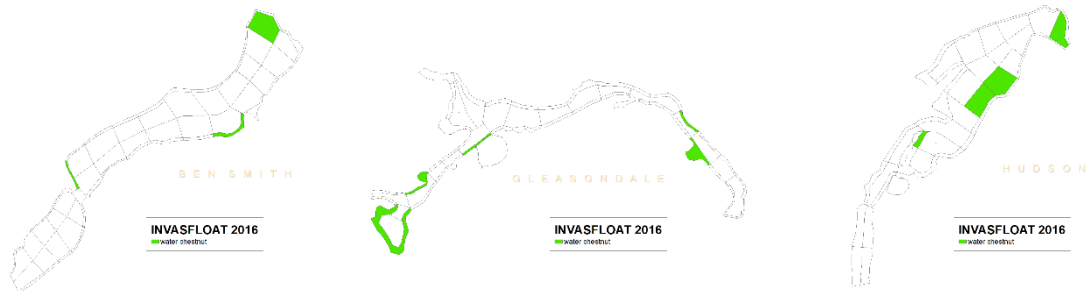 BEN SMITH
INVASFLOAT 2016
water chestnut
GLEASONDALE
INVASFLOAT 2016
water chestnut
HUDSON
INVASFLOAT 2016
water chestnut